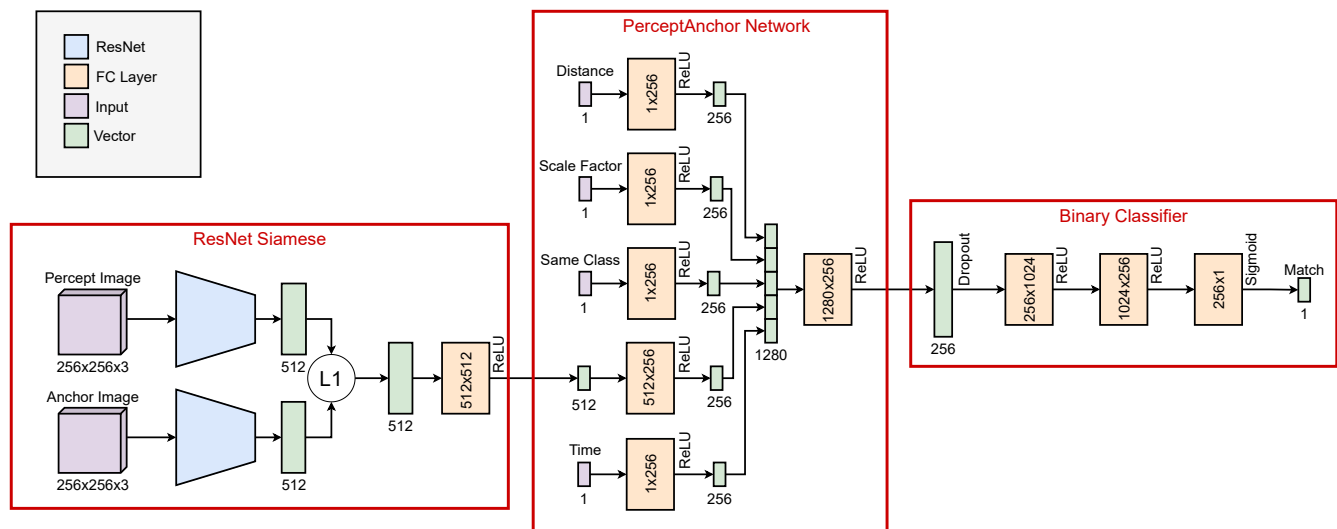 ResNet
FC Layer
Input
Vector
ResNet Siamese
Percept Image
256x256x3
512
Anchor Image
256x256x3
512
L1
512
512x512
ReLU
PerceptAnchor Network
Distance
1
1x256
ReLU
256
Scale Factor
1
1x256
ReLU
256
Same Class
1
1x256
ReLU
256
512
512x256
ReLU
256
Time
1
1x256
ReLU
256
1280
1280x256
ReLU
Binary Classifier
256
Dropout
256x1024
ReLU
1024x256
ReLU
256x1
Sigmoid
Match
1